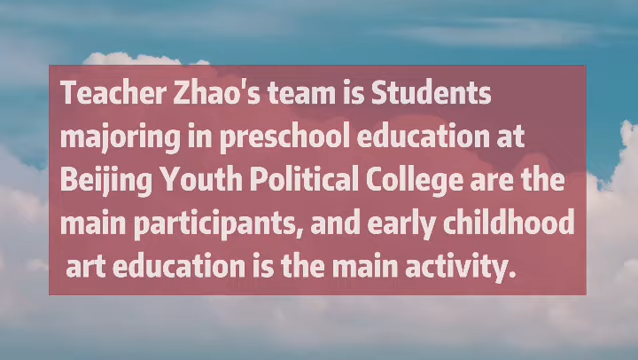 Teacher Zhao's team is Students
majoring in preschool education at
Beijing Youth Political College are the
main participants, and early childhood
art education is the main activity.